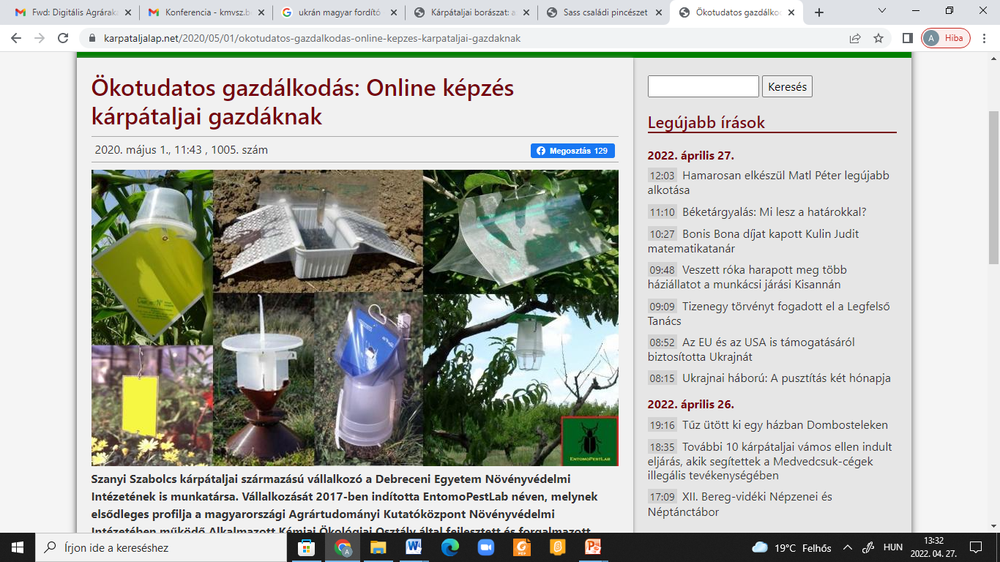 Fwd: Digitális Agráraka
Konferencia - kmvsz.b
ukrán magyar fordító
Kárpátaljai borászat: a
Sass családi pincészet
Ökotudatos gazdálkod
karpataljalap.net/2020/05/01/okotudatos-gazdalkodas-online-kepzes-karpataljai-gazdaknak
A
Hiba
Ökotudatos gazdálkodás: Online képzés
kárpátaljai gazdáknak
2020. május 1., 11:43 , 1005. szám
Megosztás 129
ENTOMOPESTLAB
Szanyi Szabolcs kárpátaljai származású vállalkozó a Debreceni Egyetem Növényvédelmi
Intézetének is munkatársa. Vállalkozását 2017-ben indította EntomoPestLab néven, melynek
elsődleges profilja a magyarországi Agrártudományi Kutatóközpont Növényvédelmi
Intézetében működő Alkalmazott Kémiai Ökológiai Osztály által fejlesztett és forgalmazott
Keresés
Legújabb írások
2022. április 27.
12:03 Hamarosan elkészül Matl Péter legújabb
alkotása
11:10 Béketárgyalás: Mi lesz a határokkal?
10:27 Bonis Bona díjat kapott Kulin Judit
matematikatanár
09:48 Veszett róka harapott meg több
háziállatot a munkácsi járási Kisannán
09:09 Tizenegy törvényt fogadott el a Legfelső
Tanács
08:52 Az EU és az USA is támogatásáról
biztosította Ukrajnát
08:15 Ukrajnai háború: A pusztítás két hónapja
2022. április 26.
19:16 Tűz ütött ki egy házban Dombosteleken
18:35 További 10 kárpátaljai vámos ellen indult
eljárás, akik segítettek a Medvedcsuk-cégek
illegális tevékenységében
17:09 XII. Bereg-vidéki Népzenei és
Néptánctábor
Írjon ide a kereséshez
19°C Felhős
HUN
13:32
2022. 04. 27.